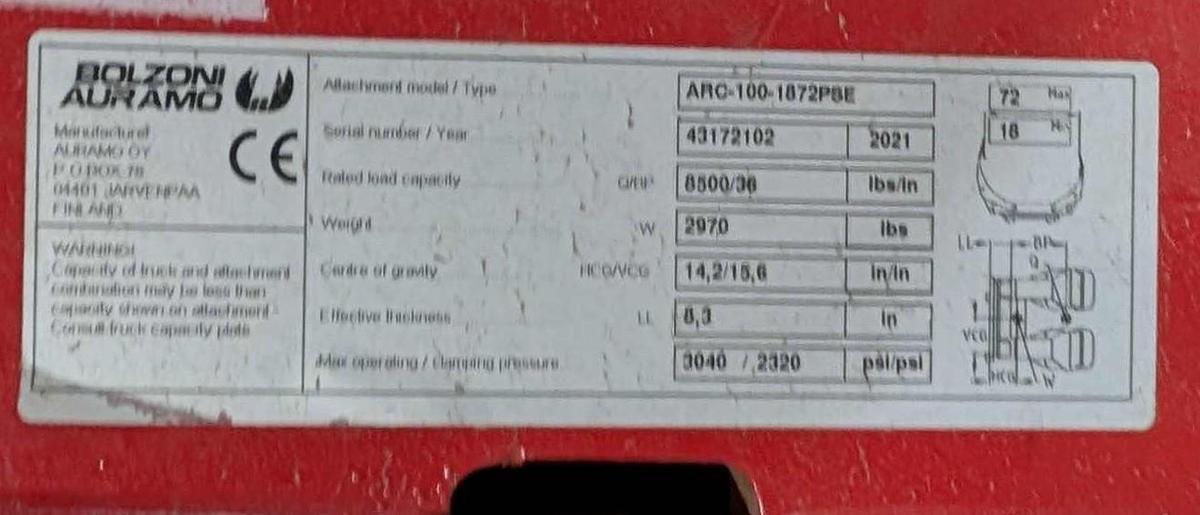 BOLZONI
AURAMO
CE
Manufacturer
AURAMO OY
P O BOX 78
04401 JARVENPAA
FINLAND
WARNING!
Capacity of truck and attachment
combination may be less than
capacity shown on attachment
Consult truck capacity plate
Attachment model / Type ARC-100-1872PSE
Serial number / Year 43172102 2021
Rated load capacity Q/BP 8500/36 lbs/in
Weight W 2970 lbs
Centre of gravity HCG/VCG 14,2/15,6 in/in
Effective thickness LL 8,3 in
Max operating / Clamping pressure 3040 / 2320 psi/psi
72 Max
18
LL BP
Q
VCG
HCG W